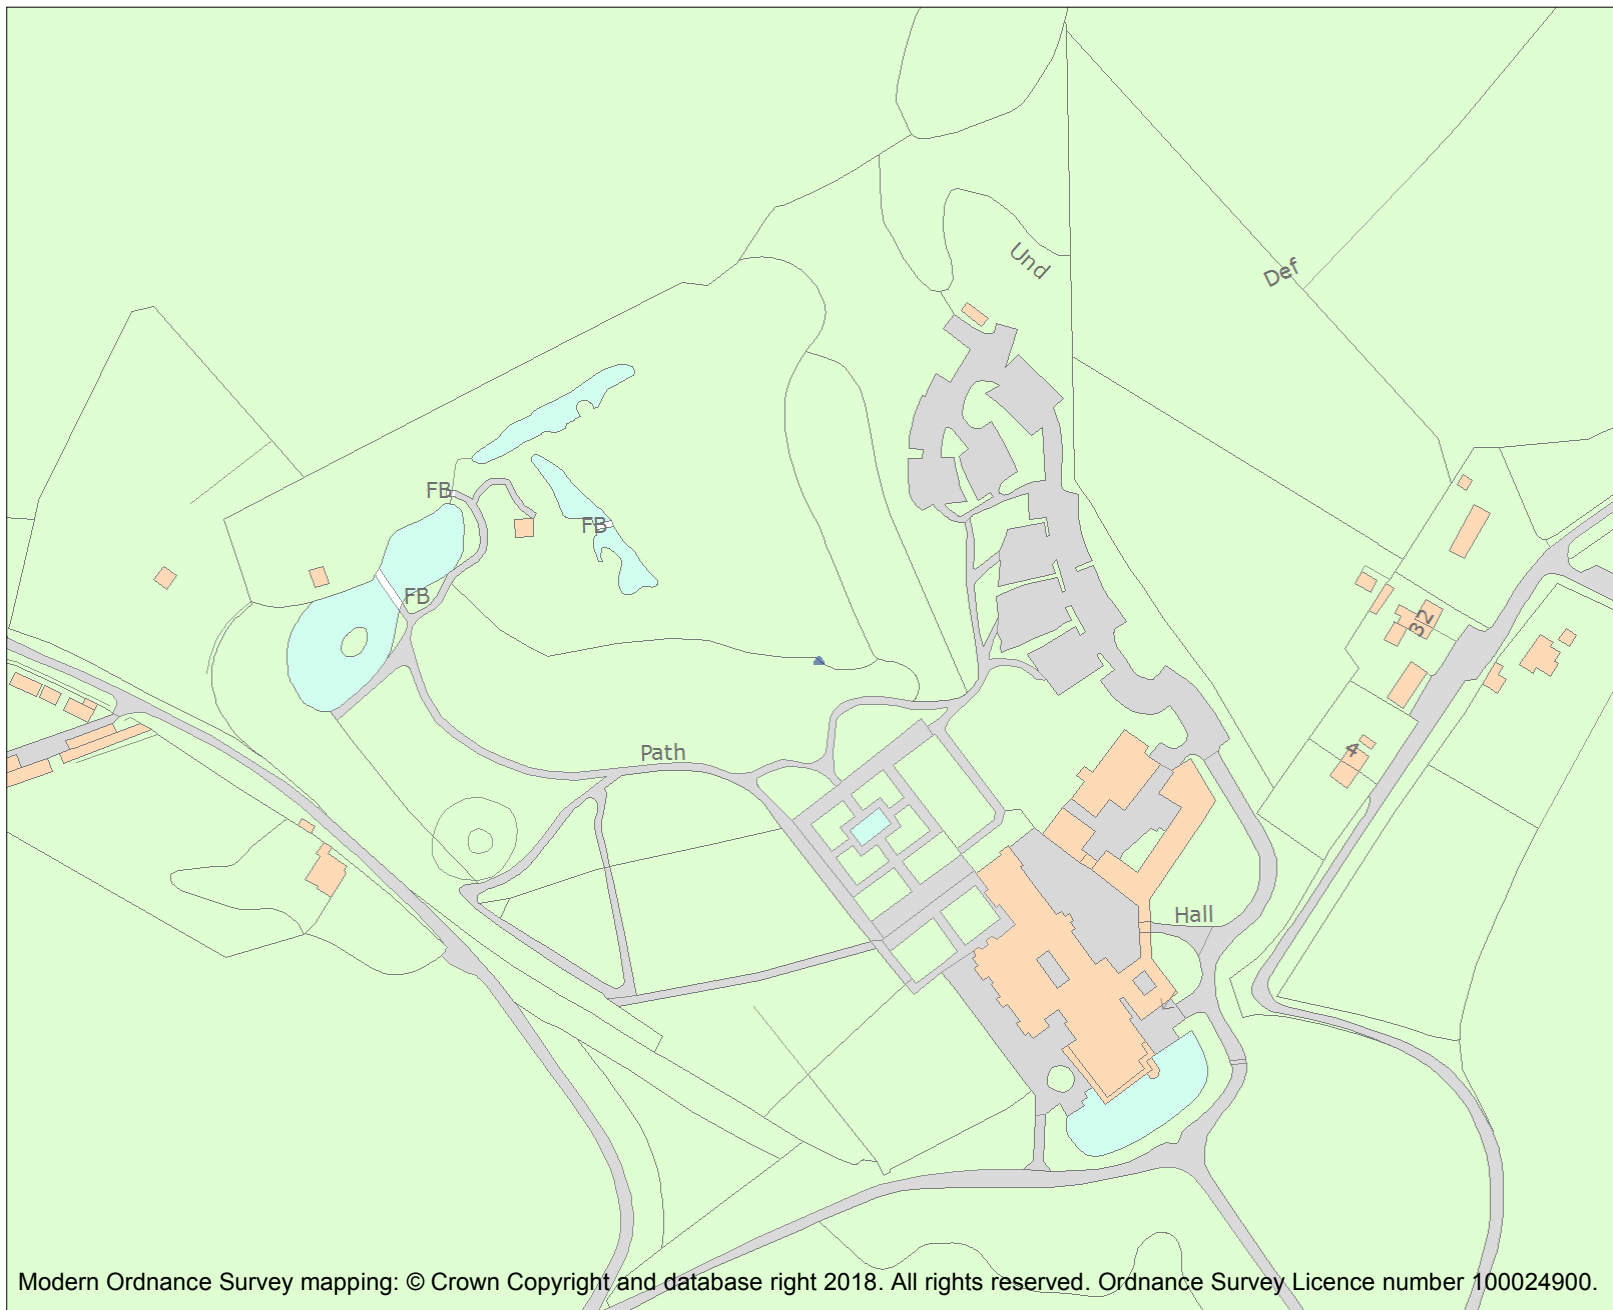 Und
Def
FB
FB
FB
32
Path
4
Hall
Modern Ordnance Survey mapping: © Crown Copyright and database right 2018. All rights reserved. Ordnance Survey Licence number 100024900.